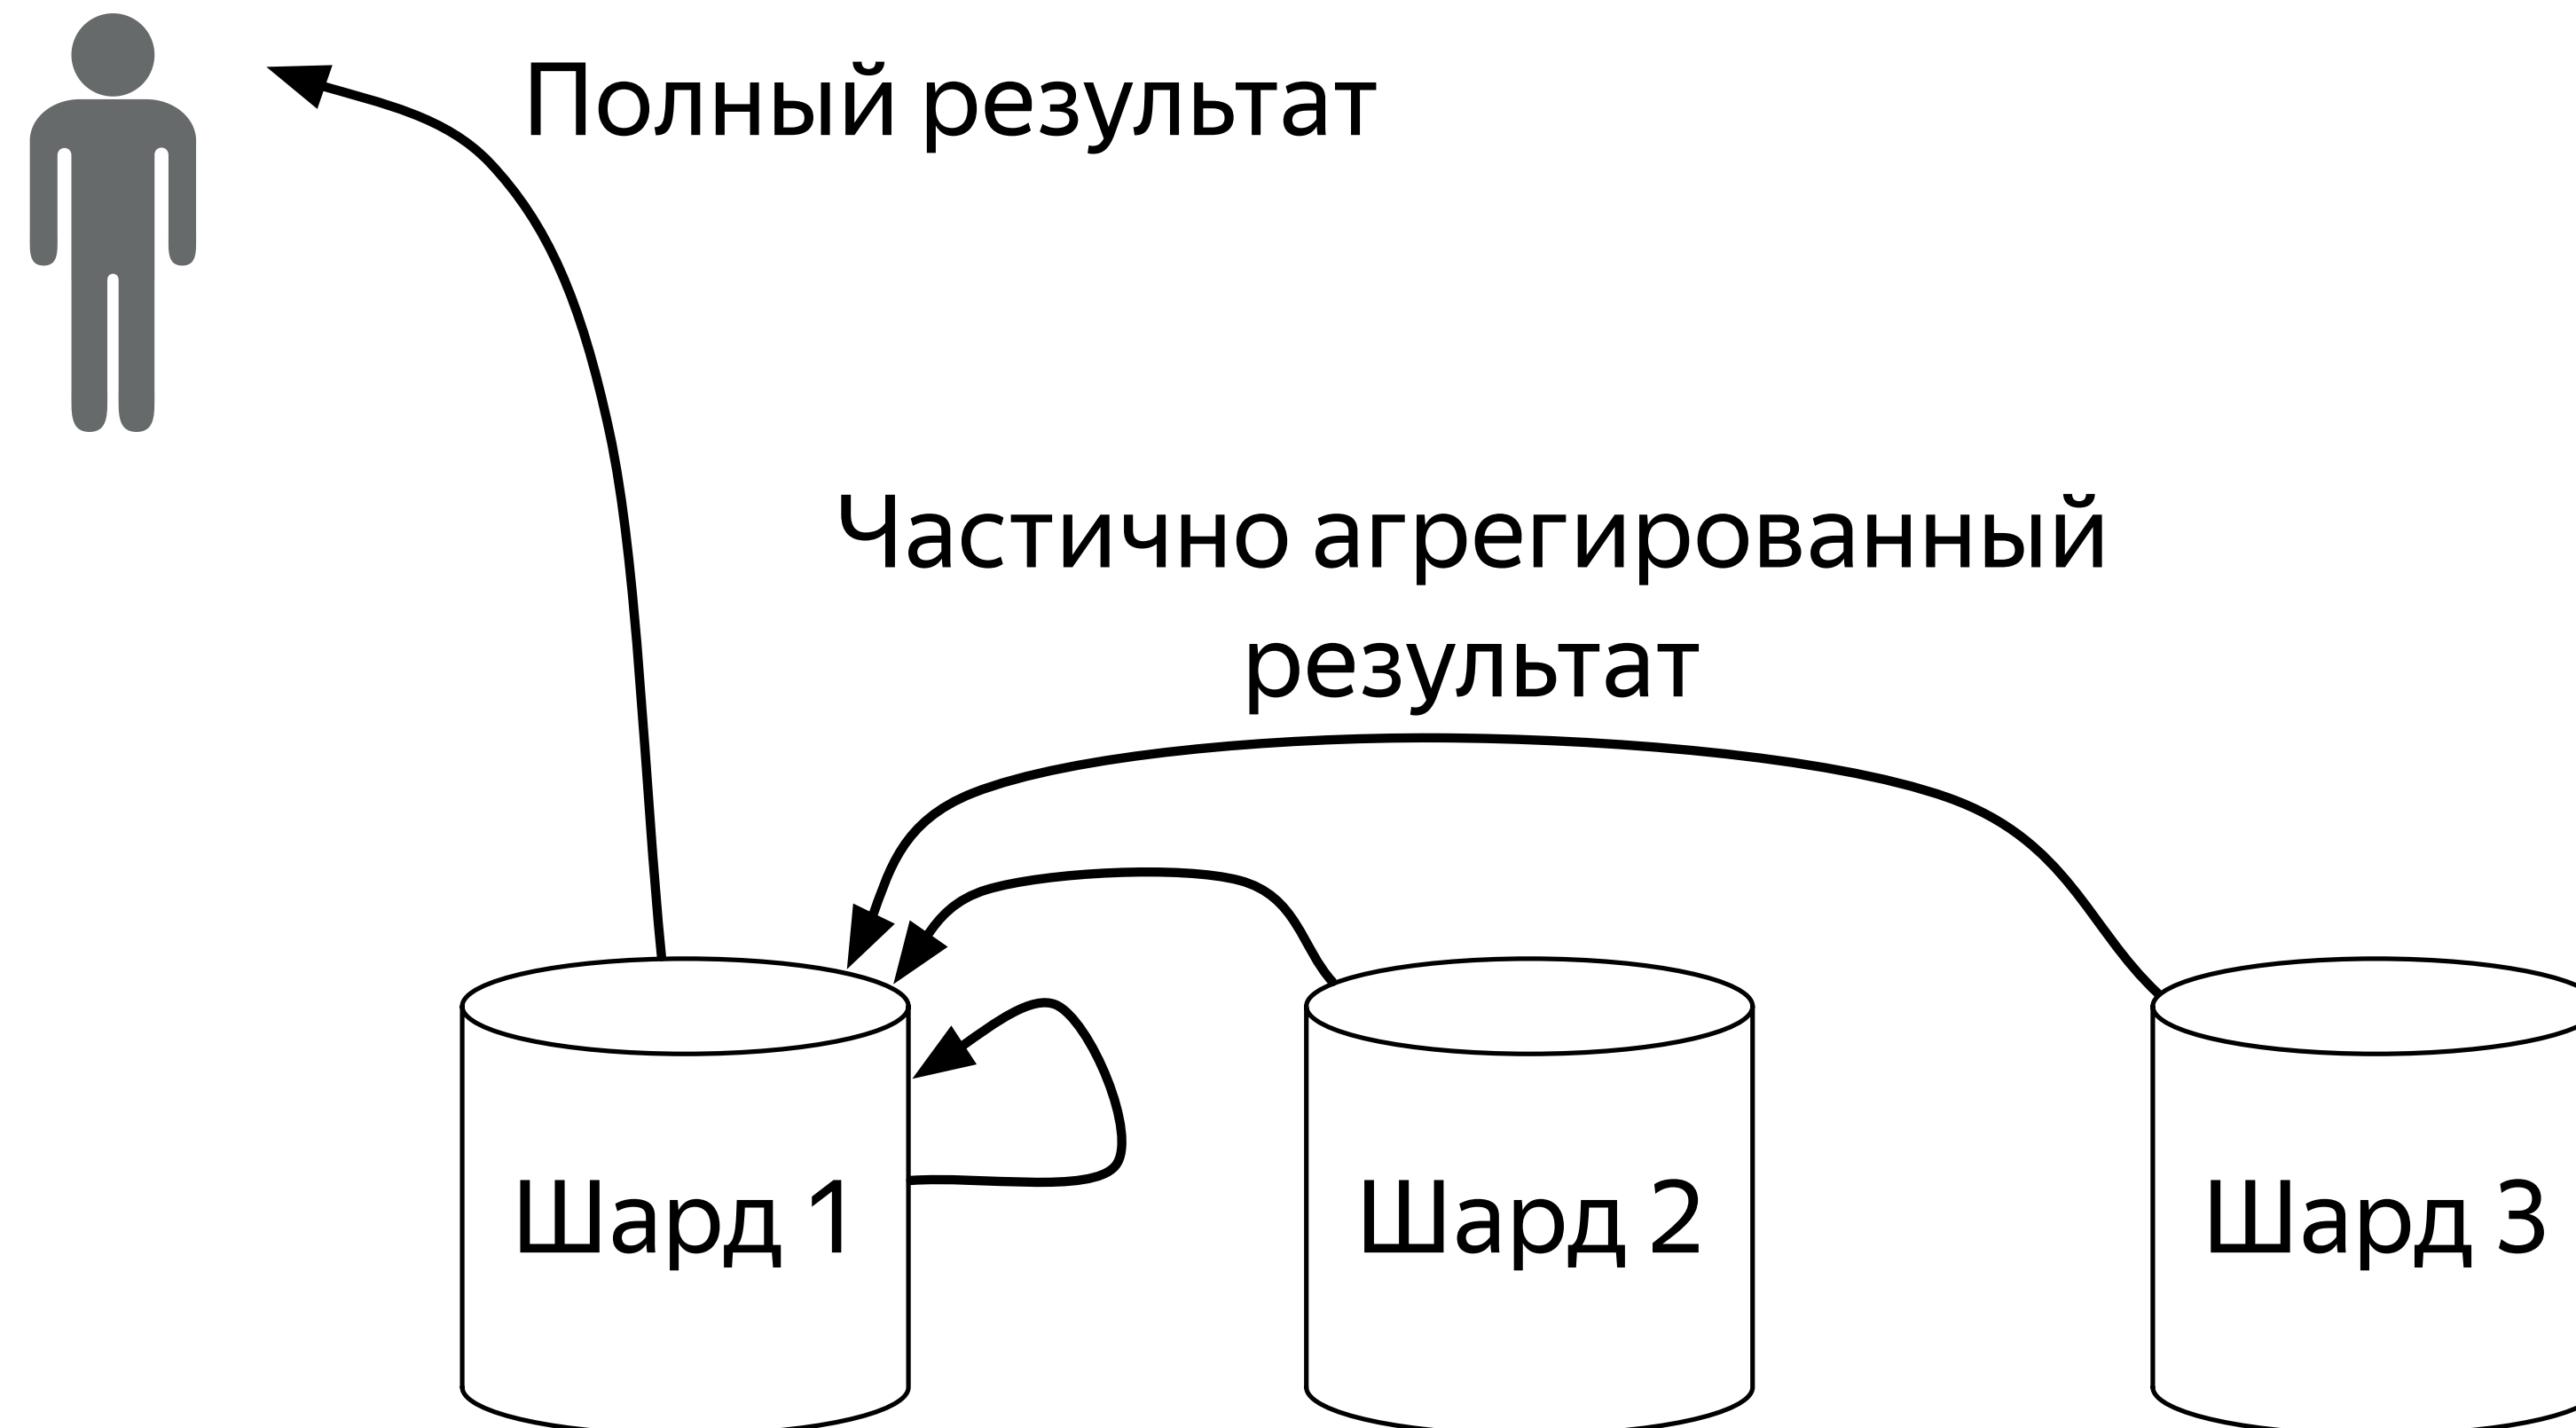 Полный результат
Частично агрегированный
результат
Шард 1
Шард 2
Шард 3